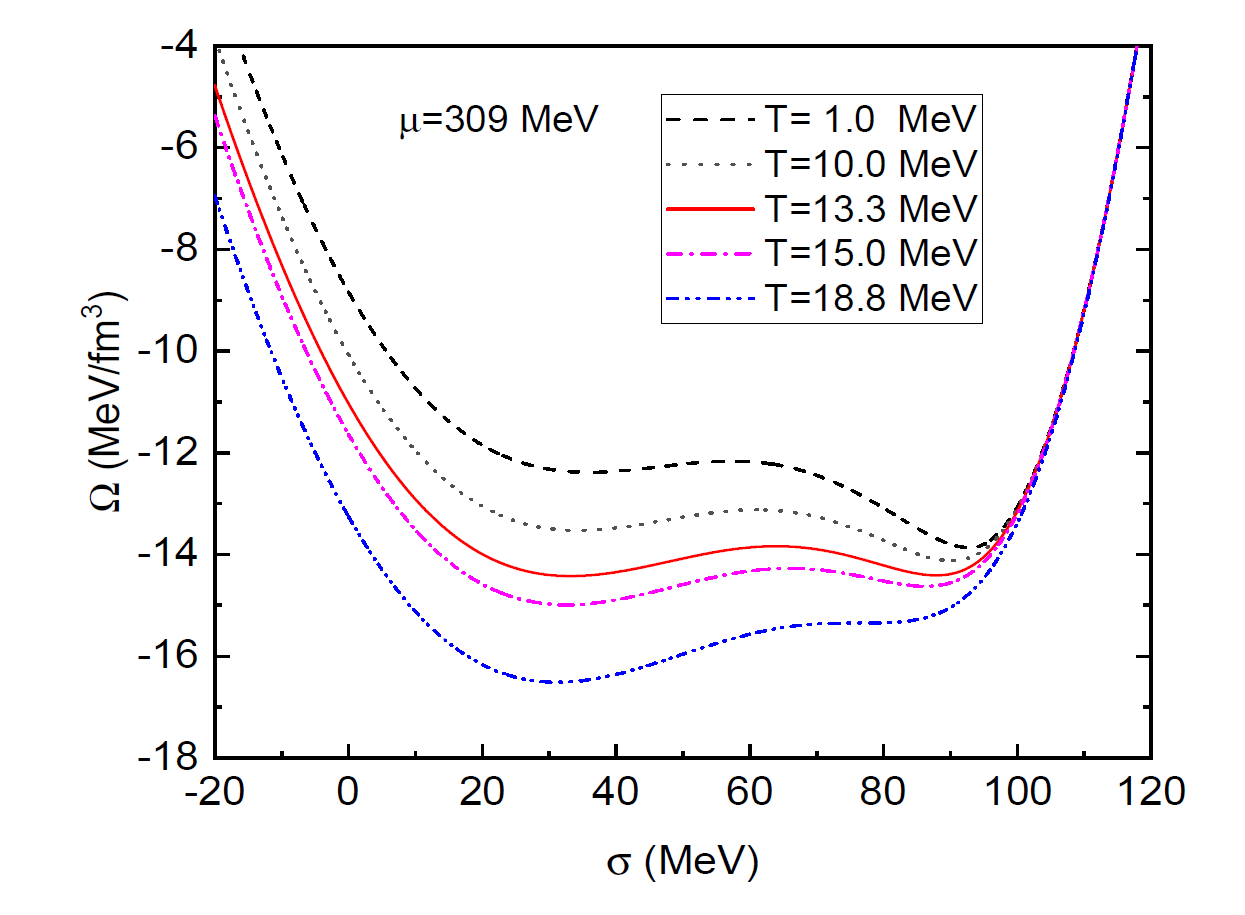 -4
-6
-8
-10
-12
-14
-16
-18
-20 0 20 40 60 80 100 120
Ω (MeV/fm³)
σ (MeV)
μ=309 MeV
T= 1.0 MeV
T=10.0 MeV
T=13.3 MeV
T=15.0 MeV
T=18.8 MeV